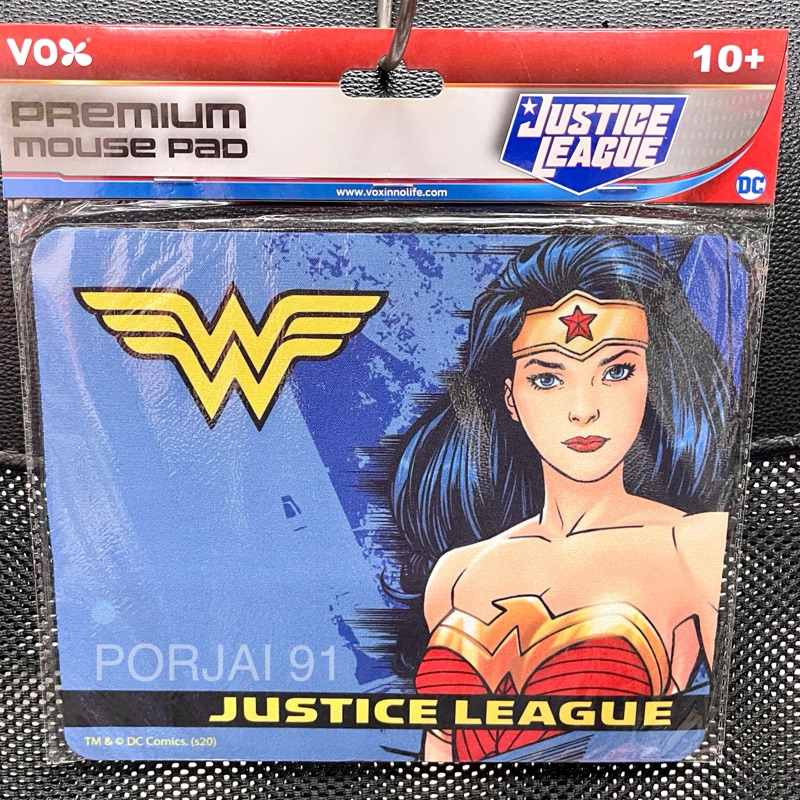 VOX
10+
PREMIUM
MOUSE PAD
JUSTICE
LEAGUE
DC
www.voxinnolife.com
PORJAI 91
JUSTICE LEAGUE
TM & © DC Comics. (s20)